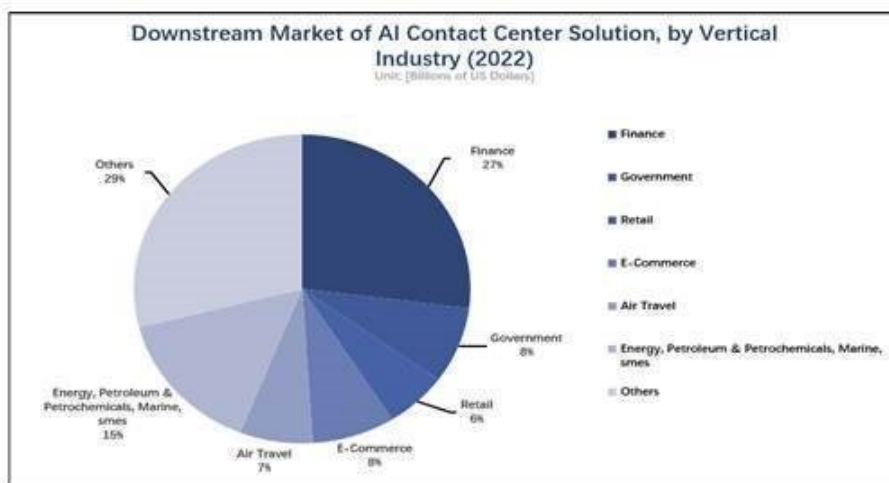 Downstream Market of AI Contact Center Solution, by Vertical
Industry (2022)
Unit: [Billions of US Dollars]
Others
29%
Finance
27%
Government
8%
Retail
6%
E-Commerce
8%
Air Travel
7%
Energy, Petroleum &
Petrochemicals, Marine,
smes
15%
Finance
Government
Retail
E-Commerce
Air Travel
Energy, Petroleum & Petrochemicals, Marine,
smes
Others